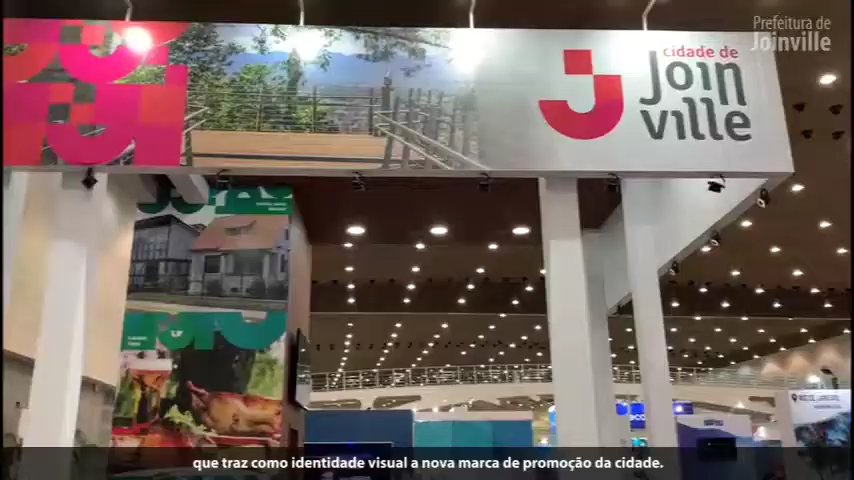 Prefeitura de
Joinville
cidade de
Join
ville
que traz como identidade visual a nova marca de promoção da cidade.